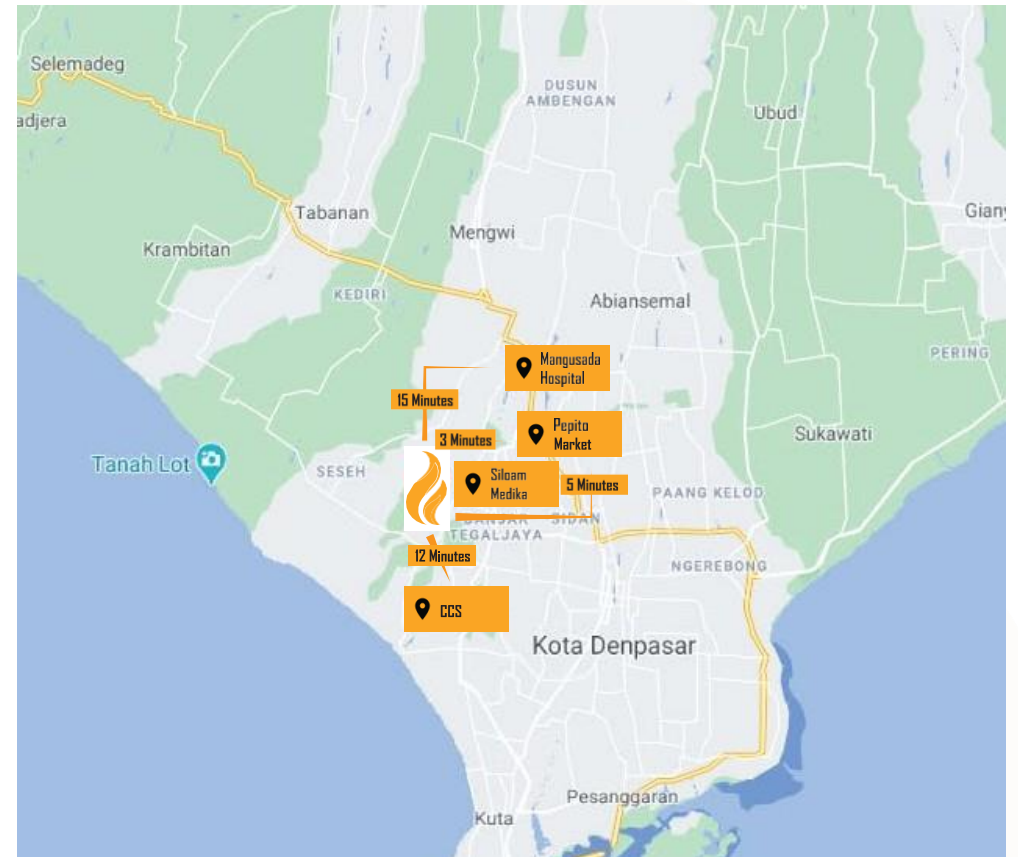 Selemadeg
adjera
DUSUN
AMBENGAN
Ubud
Tabanan
Krambitan
Mengwi
Giany
KEDIRI
Abiansemal
PERING
Mangusada
Hospital
15 Minutes
3 Minutes
Pepito
Market
Sukawati
Tanah Lot
SESEH
Siloam
Medika
5 Minutes
PAANG KELOD
BANJAR SIDAN
TEGALJAYA
12 Minutes
NGEREBONG
CCS
Kota Denpasar
Pesanggaran
Kuta